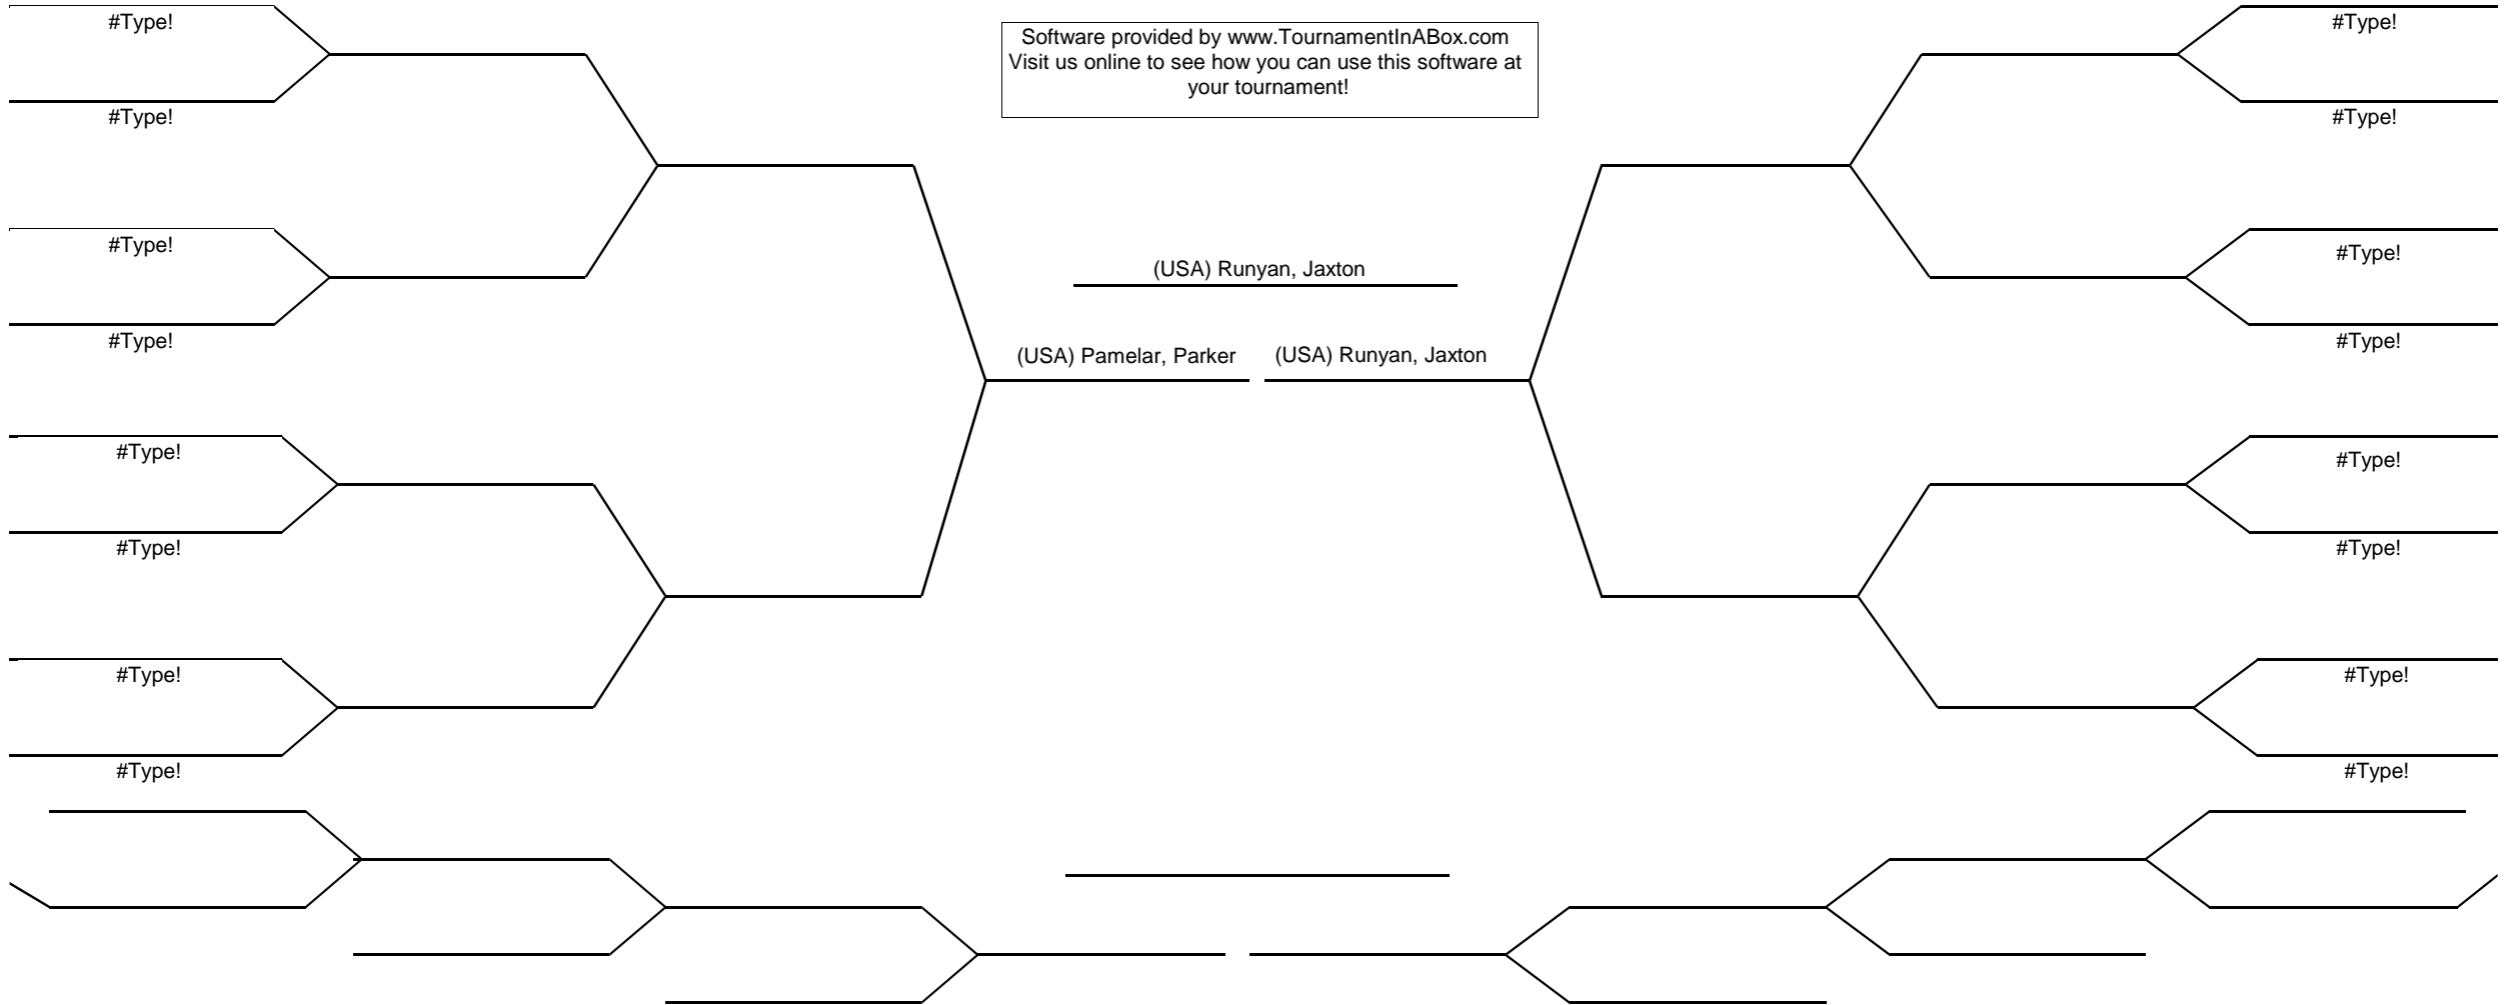 #Type!
Software provided by www.TournamentInABox.com
Visit us online to see how you can use this software at
your tournament!
#Type!
#Type!
#Type!
#Type!
#Type!
(USA) Runyan, Jaxton
#Type!
#Type!
(USA) Pamelar, Parker
(USA) Runyan, Jaxton
#Type!
#Type!
#Type!
#Type!
#Type!
#Type!
#Type!
#Type!
#Type!